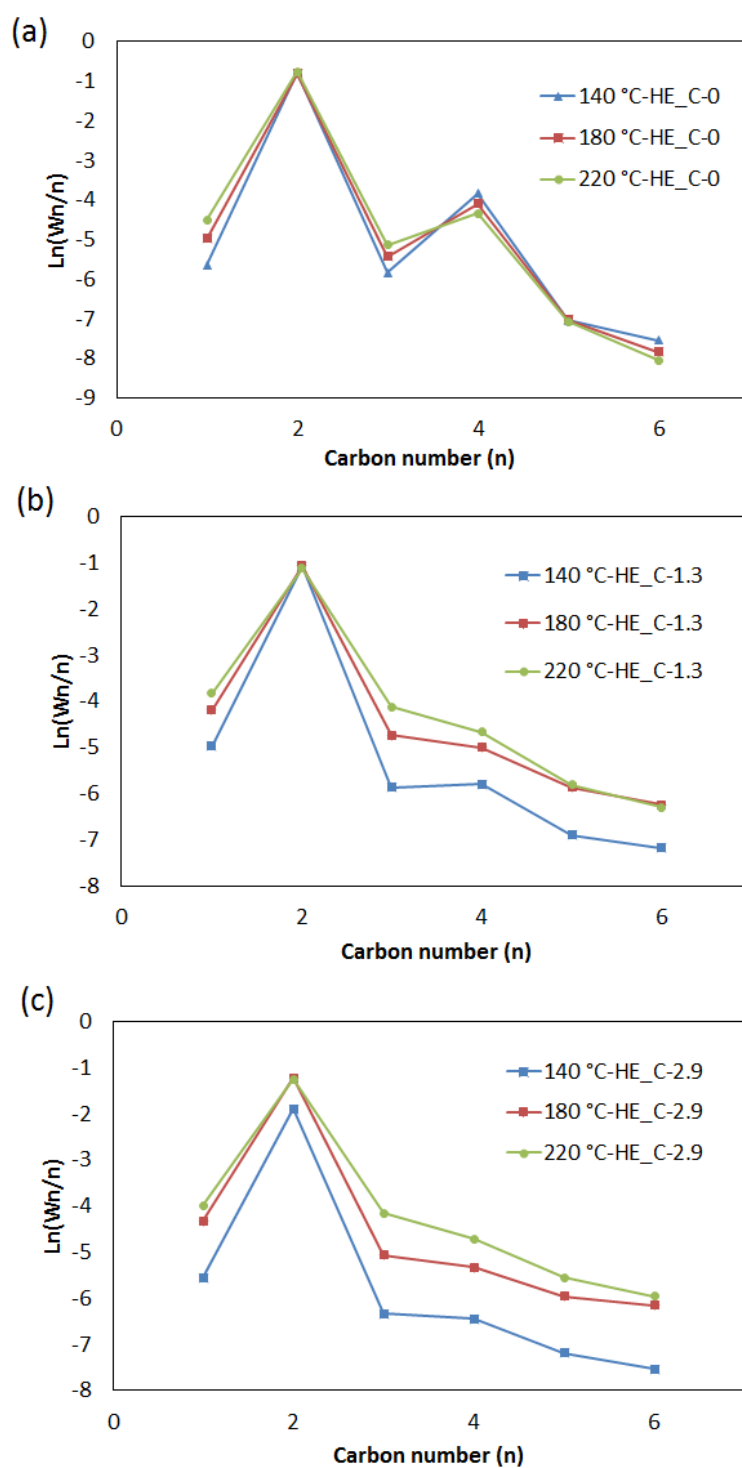 (a)
0
-1
-2
-3
-4
-5
-6
-7
-8
-9
Ln(Wn/n)
140 °C-HE_C-0
180 °C-HE_C-0
220 °C-HE_C-0
0 2 4 6
Carbon number (n)
(b)
0
-1
-2
-3
-4
-5
-6
-7
-8
Ln(Wn/n)
140 °C-HE_C-1.3
180 °C-HE_C-1.3
220 °C-HE_C-1.3
0 2 4 6
Carbon number (n)
(c)
0
-1
-2
-3
-4
-5
-6
-7
-8
Ln(Wn/n)
140 °C-HE_C-2.9
180 °C-HE_C-2.9
220 °C-HE_C-2.9
0 2 4 6
Carbon number (n)